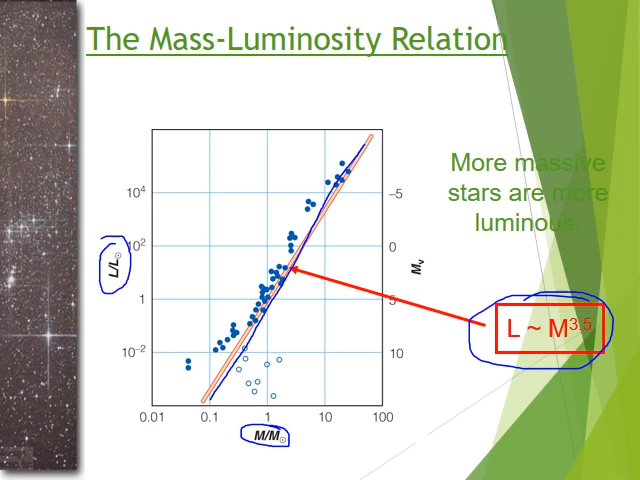 The Mass-Luminosity Relation
More massive
stars are more
luminous.
10⁴
10²
1
10⁻²
L/L☉
−5
0
5
10
Mᵥ
L ~ M³·⁵
0.01 0.1 1 10 100
M/M☉